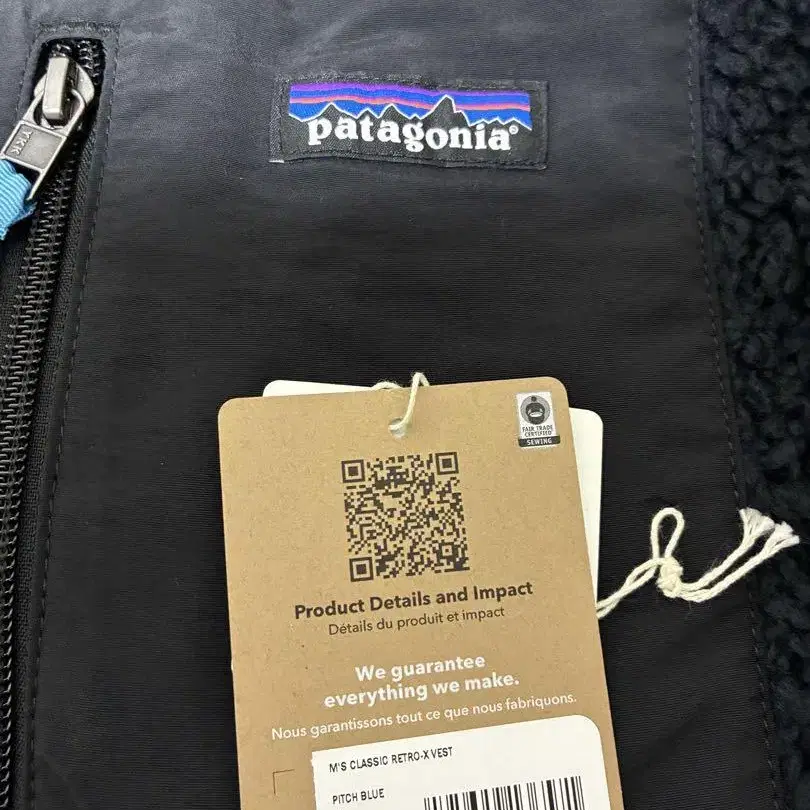 YKK
patagonia®
FAIR TRADE
CERTIFIED
SEWING
Product Details and Impact
Détails du produit et impact
We guarantee
everything we make.
Nous garantissons tout ce que nous fabriquons.
M'S CLASSIC RETRO-X VEST
PITCH BLUE